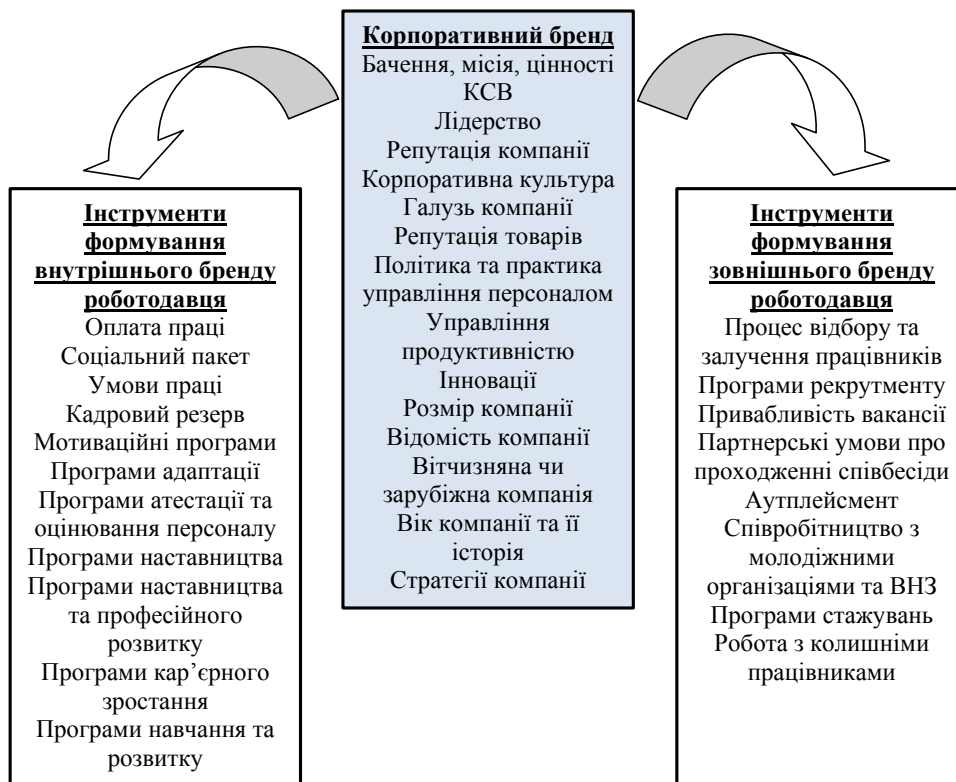 Корпоративний бренд
Бачення, місія, цінності
КСВ
Лідерство
Репутація компанії
Корпоративна культура
Галузь компанії
Репутація товарів
Політика та практика
управління персоналом
Управління
продуктивністю
Інновації
Розмір компанії
Відомість компанії
Вітчизняна чи
зарубіжна компанія
Вік компанії та її
історія
Стратегії компанії
Інструменти
формування
внутрішнього бренду
роботодавця
Оплата праці
Соціальний пакет
Умови праці
Кадровий резерв
Мотиваційні програми
Програми адаптації
Програми атестації та
оцінювання персоналу
Програми наставництва
Програми наставництва
та професійного
розвитку
Програми кар’єрного
зростання
Програми навчання та
розвитку
Інструменти
формування
зовнішнього бренду
роботодавця
Процес відбору та
залучення працівників
Програми рекрутменту
Привабливість вакансії
Партнерські умови про
проходженні співбесіди
Аутплейсмент
Співробітництво з
молодіжними
організаціями та ВНЗ
Програми стажувань
Робота з колишніми
працівниками